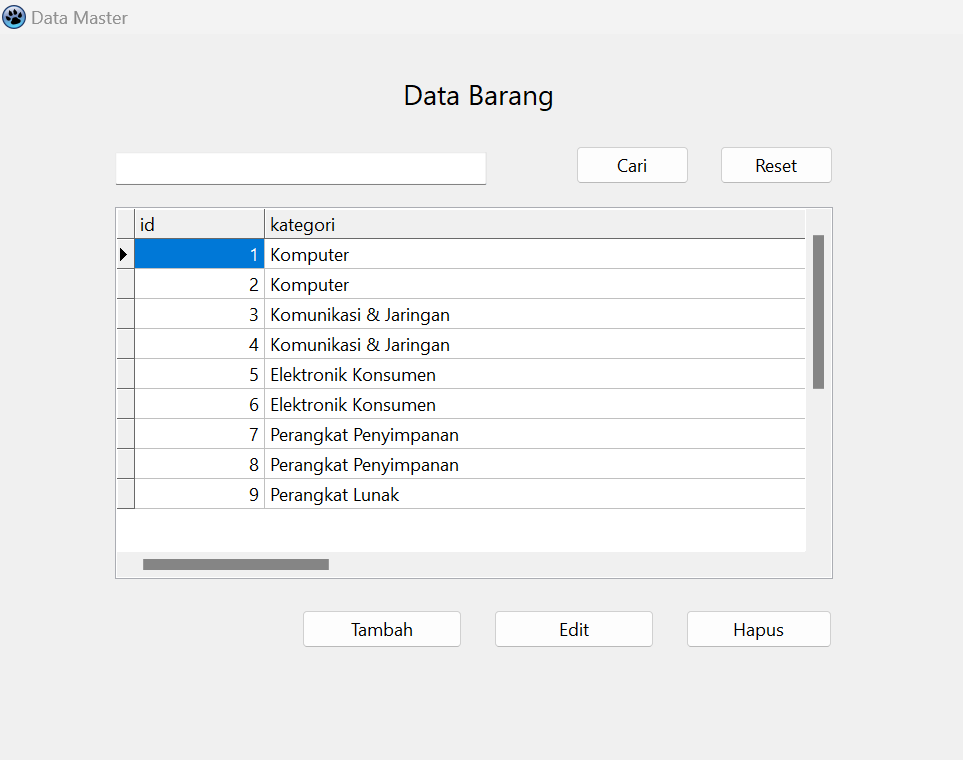 Data Master
Data Barang
Cari Reset
id kategori
1 Komputer
2 Komputer
3 Komunikasi & Jaringan
4 Komunikasi & Jaringan
5 Elektronik Konsumen
6 Elektronik Konsumen
7 Perangkat Penyimpanan
8 Perangkat Penyimpanan
9 Perangkat Lunak
Tambah Edit Hapus